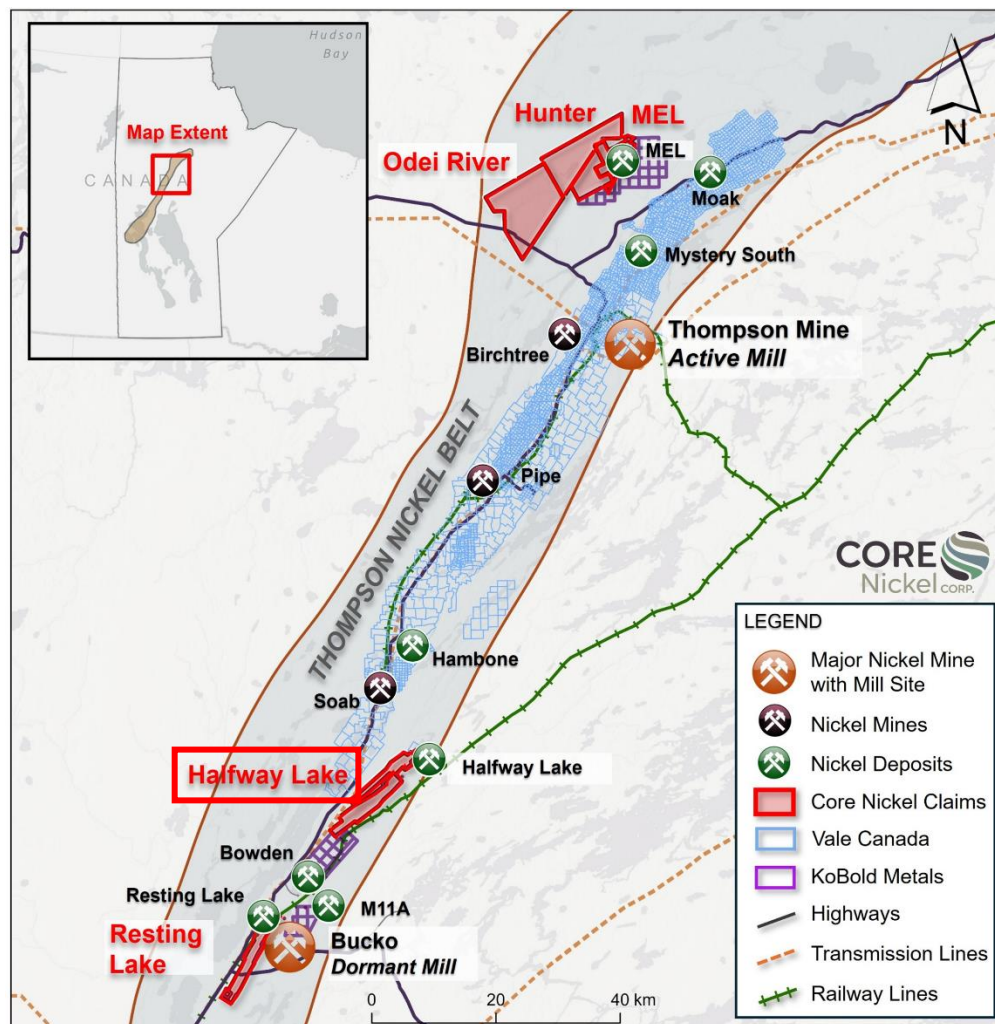 Hudson
Bay
Map Extent
CANADA
N
Hunter
MEL
Odei River
MEL
Moak
Mystery South
Thompson Mine
Active Mill
Birchtree
THOMPSON NICKEL BELT
Pipe
CORE
Nickel CORP.
Hambone
Soab
Halfway Lake
Halfway Lake
Bowden
Resting Lake
M11A
Resting
Lake
Bucko
Dormant Mill
0 20 40 km
LEGEND
Major Nickel Mine
with Mill Site
Nickel Mines
Nickel Deposits
Core Nickel Claims
Vale Canada
KoBold Metals
Highways
Transmission Lines
Railway Lines